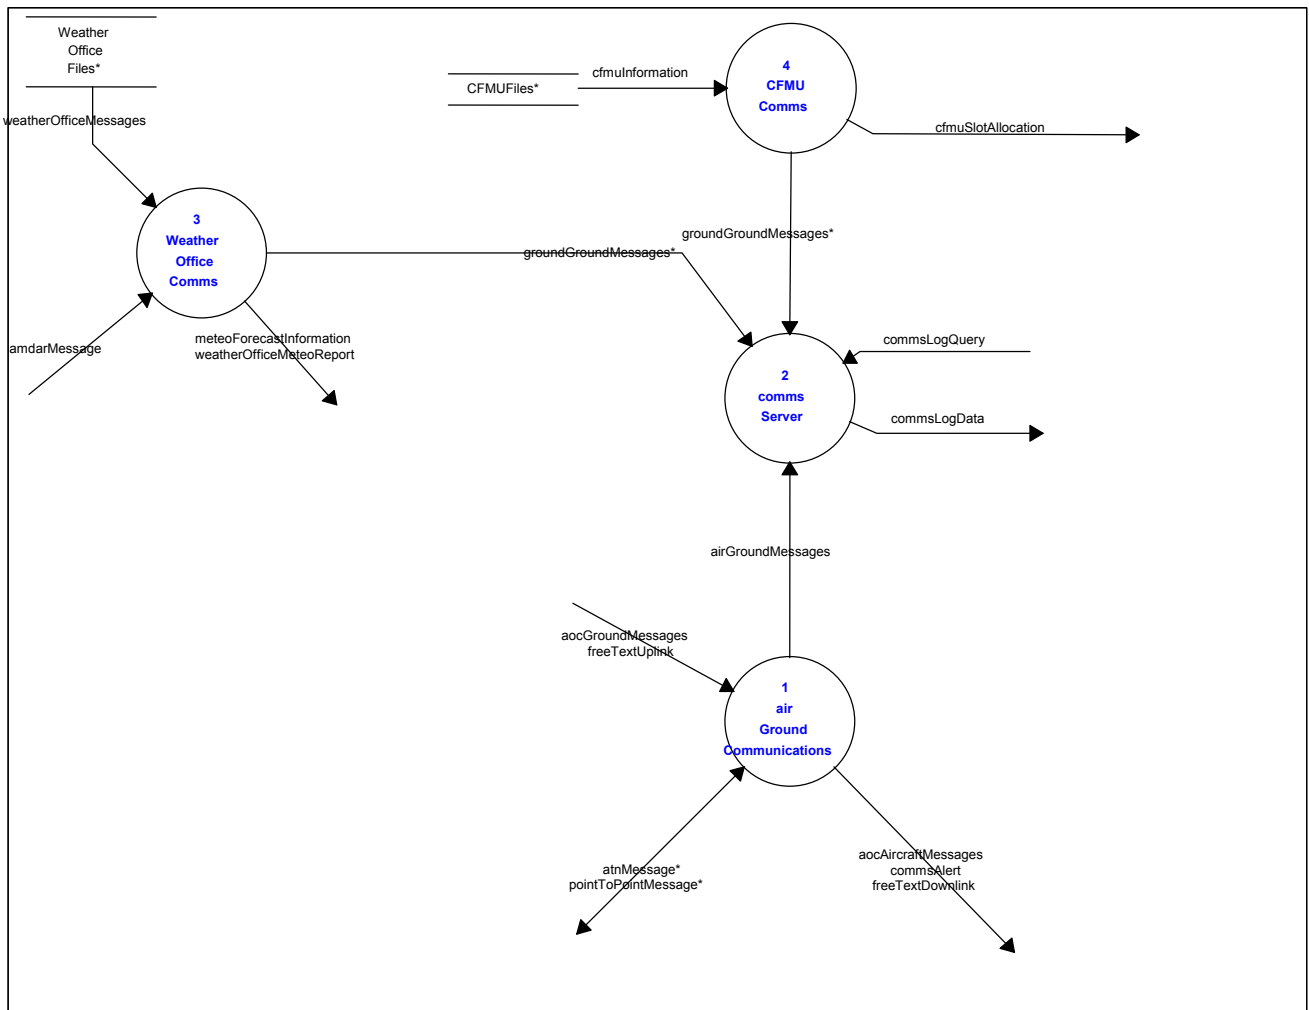 Weather
Office
Files*
weatherOfficeMessages
CFMUFiles*
cfmuInformation
4
CFMU
Comms
cfmuSlotAllocation
3
Weather
Office
Comms
amdarMessage
meteoForecastInformation
weatherOfficeMeteoReport
groundGroundMessages*
groundGroundMessages*
2
comms
Server
commsLogQuery
commsLogData
airGroundMessages
aocGroundMessages
freeTextUplink
1
air
Ground
Communications
atnMessage*
pointToPointMessage*
aocAircraftMessages
commsAlert
freeTextDownlink